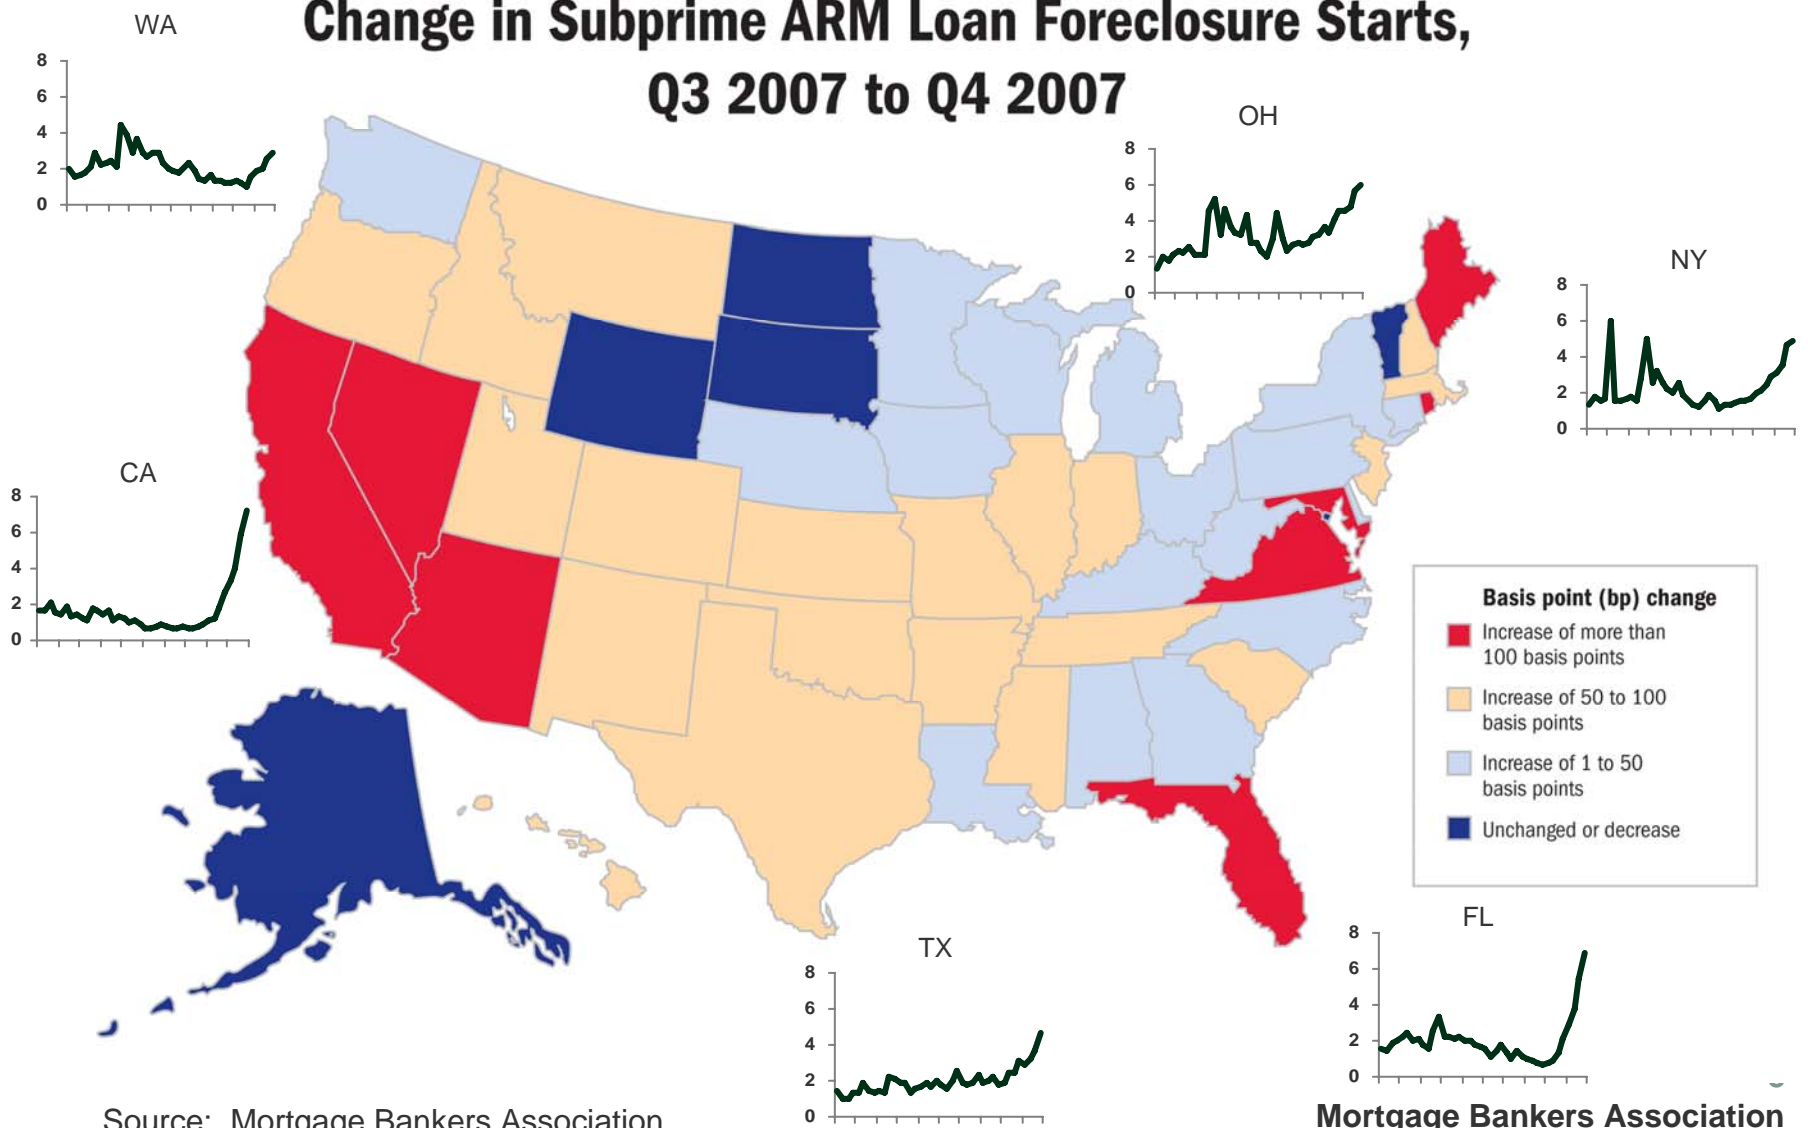 Change in Subprime ARM Loan Foreclosure Starts,
Q3 2007 to Q4 2007
WA
8
6
4
2
0
OH
8
6
4
2
0
NY
8
6
4
2
0
CA
8
6
4
2
0
Basis point (bp) change
Increase of more than
100 basis points
Increase of 50 to 100
basis points
Increase of 1 to 50
basis points
Unchanged or decrease
TX
8
6
4
2
0
FL
8
6
4
2
0
Source: Mortgage Bankers Association
Mortgage Bankers Association